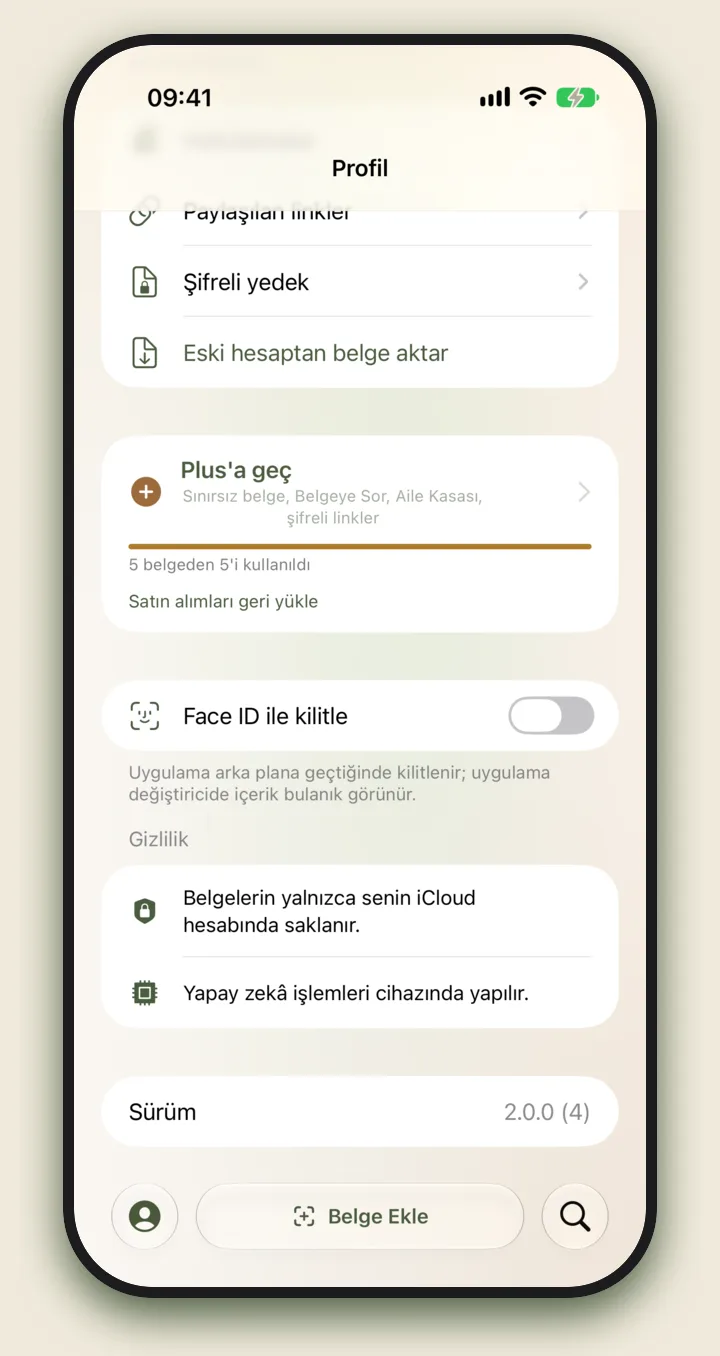 09:41
Profil
Paylaşılan linkler
Şifreli yedek
Eski hesaptan belge aktar
Plus'a geç
Sınırsız belge, Belgeye Sor, Aile Kasası,
şifreli linkler
5 belgeden 5'i kullanıldı
Satın alımları geri yükle
Face ID ile kilitle
Uygulama arka plana geçtiğinde kilitlenir; uygulama
değiştiricide içerik bulanık görünür.
Gizlilik
Belgelerin yalnızca senin iCloud
hesabında saklanır.
Yapay zekâ işlemleri cihazında yapılır.
Sürüm 2.0.0 (4)
Belge Ekle